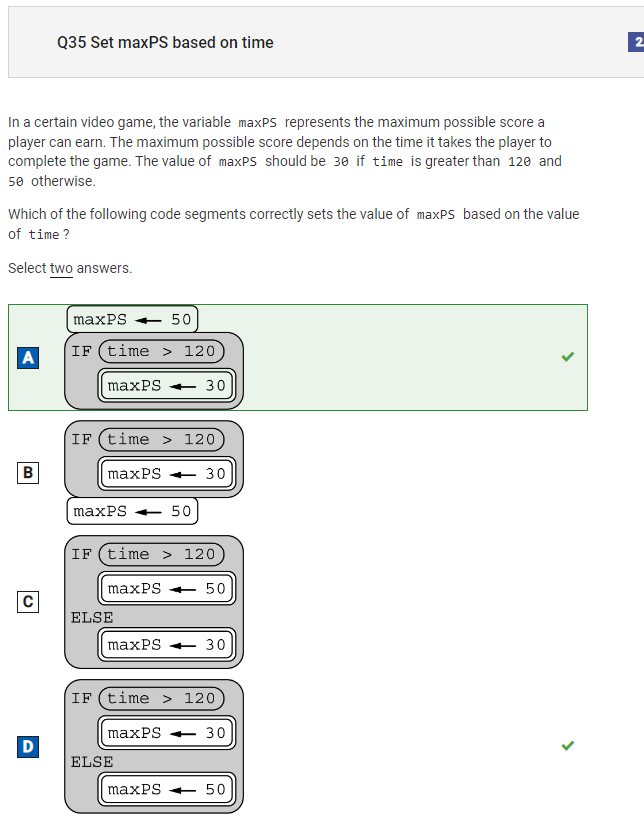 Q35 Set maxPS based on time
2
In a certain video game, the variable maxPS represents the maximum possible score a
player can earn. The maximum possible score depends on the time it takes the player to
complete the game. The value of maxPS should be 30 if time is greater than 120 and
50 otherwise.
Which of the following code segments correctly sets the value of maxPS based on the value
of time ?
Select two answers.
A
maxPS ← 50
IF time > 120
maxPS ← 30
B
IF time > 120
maxPS ← 30
maxPS ← 50
C
IF time > 120
maxPS ← 50
ELSE
maxPS ← 30
D
IF time > 120
maxPS ← 30
ELSE
maxPS ← 50